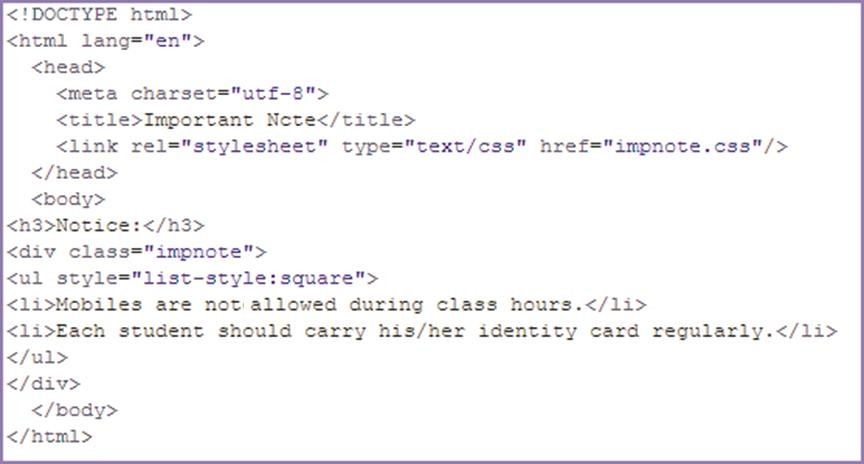 <!DOCTYPE html>
<html lang="en">
<head>
<meta charset="utf-8">
<title>Important Note</title>
<link rel="stylesheet" type="text/css" href="impnote.css"/>
</head>
<body>
<h3>Notice:</h3>
<div class="impnote">
<ul style="list-style:square">
<li>Mobiles are not allowed during class hours.</li>
<li>Each student should carry his/her identity card regularly.</li>
</ul>
</div>
</body>
</html>